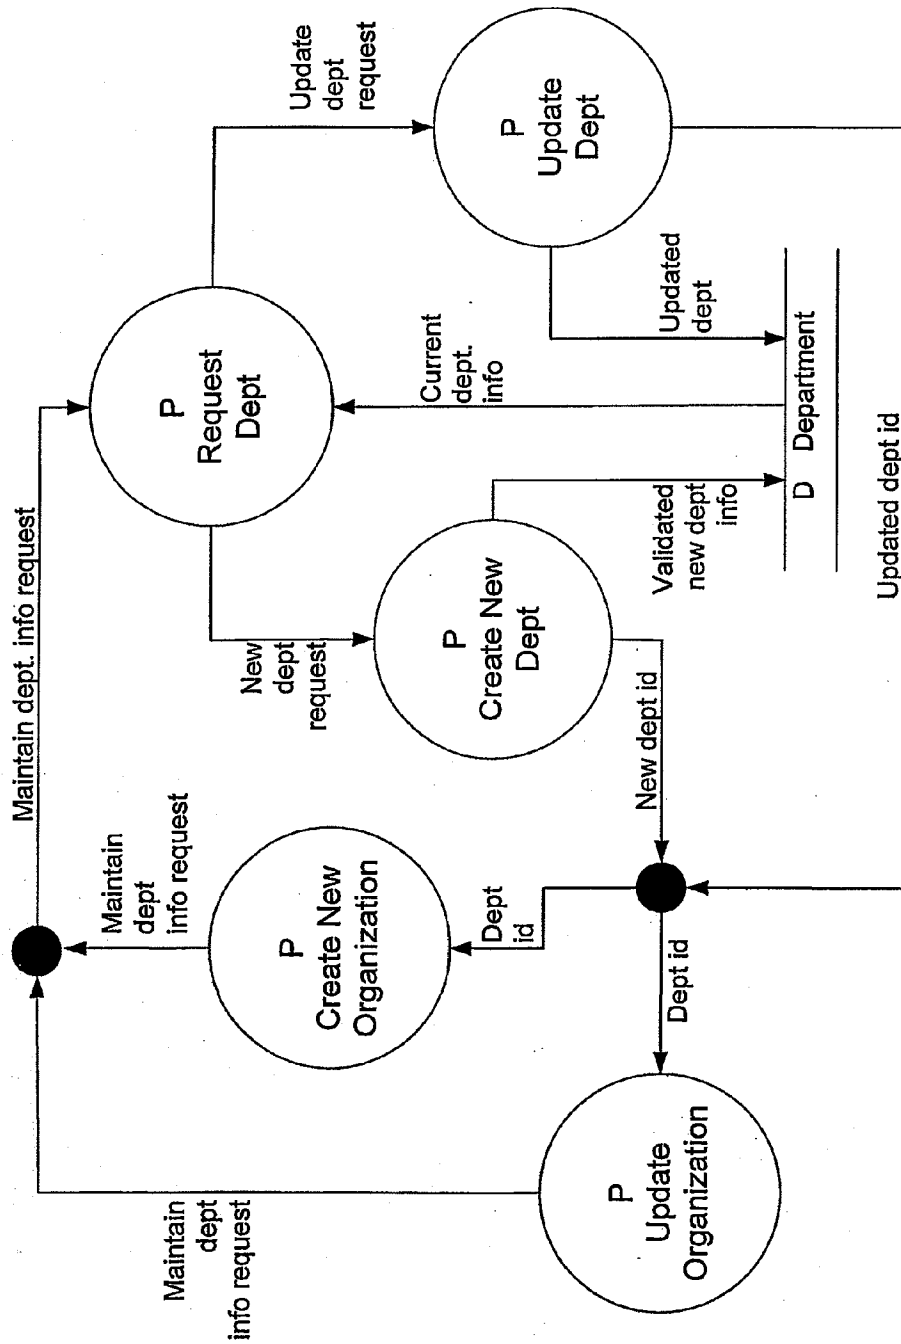 Maintain
dept
info request
Maintain dept. info request
Maintain
dept
info request
P
Update
Organization
P
Create New
Organization
Dept id
Dept
id
New dept id
P
Create New
Dept
New
dept
request
P
Request
Dept
Update
dept
request
P
Update
Dept
Current
dept.
info
Updated
dept
Validated
new dept
info
D Department
Updated dept id